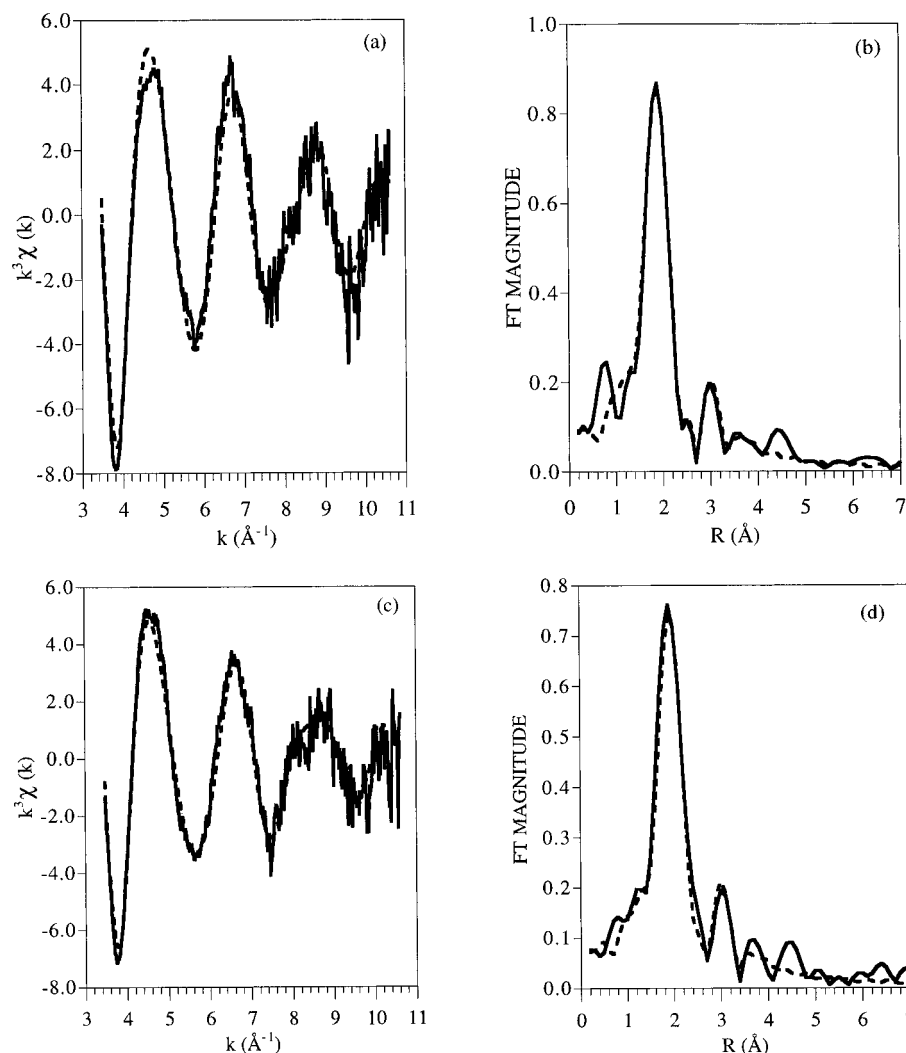 (a)
6.0
4.0
2.0
0.0
-2.0
-4.0
-6.0
-8.0
k³χ (k)
3 4 5 6 7 8 9 10 11
k (Å⁻¹)
(b)
1.0
0.8
0.6
0.4
0.2
0.0
FT MAGNITUDE
0 1 2 3 4 5 6 7
R (Å)
(c)
6.0
4.0
2.0
0.0
-2.0
-4.0
-6.0
-8.0
k³χ (k)
3 4 5 6 7 8 9 10 11
k (Å⁻¹)
(d)
0.8
0.7
0.6
0.5
0.4
0.3
0.2
0.1
0.0
FT MAGNITUDE
0 1 2 3 4 5 6 7
R (Å)